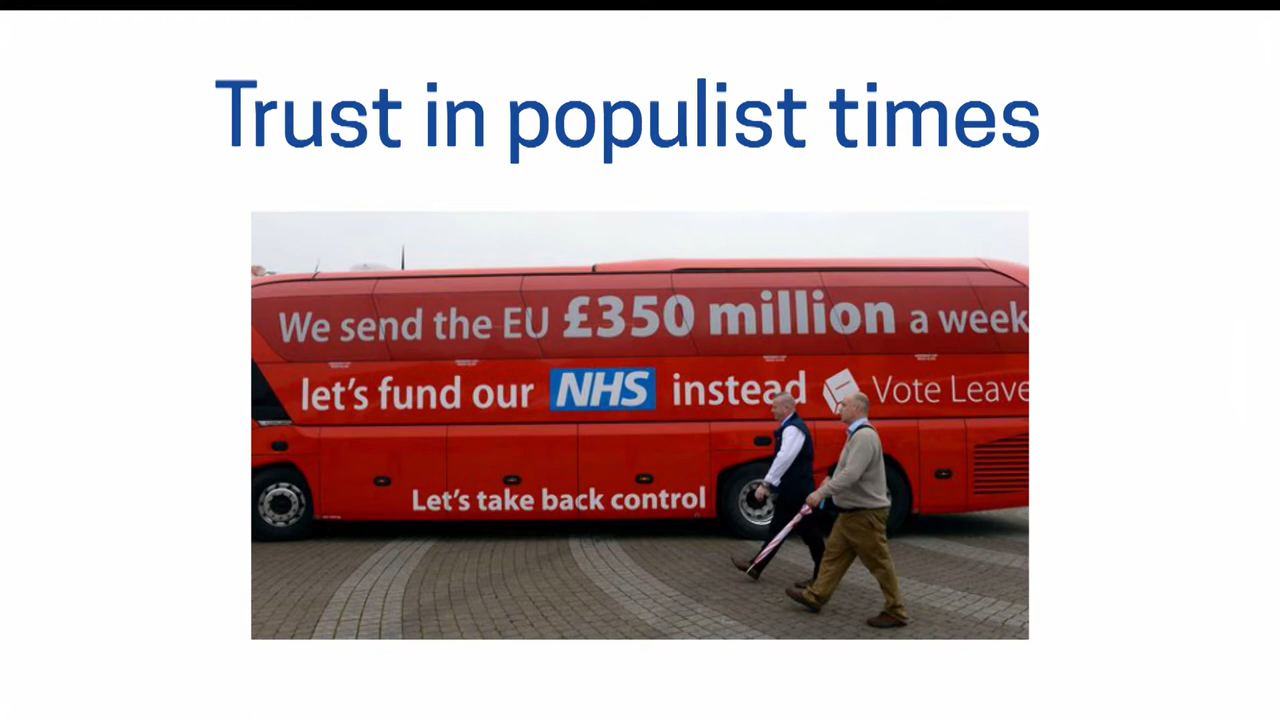 Trust in populist times
We send the EU £350 million a week
let's fund our NHS instead Vote Leave
Let's take back control